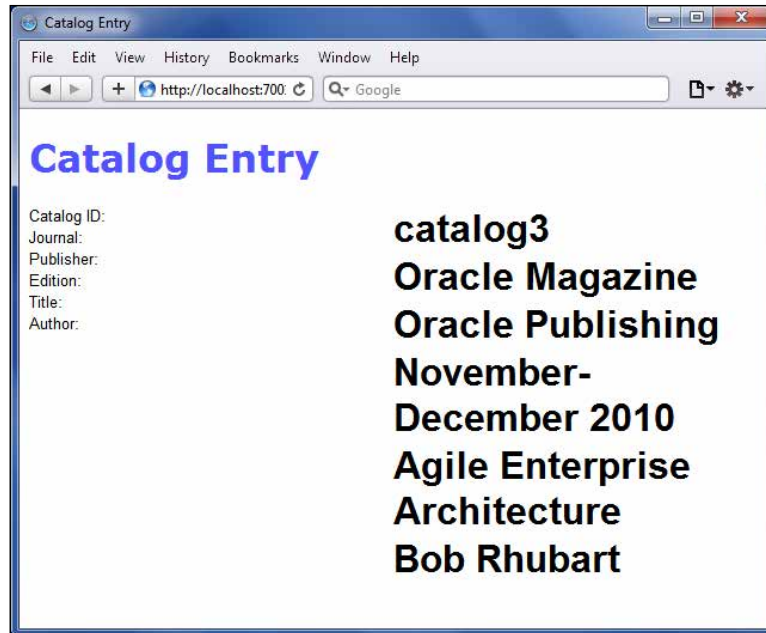 Catalog Entry
File Edit View History Bookmarks Window Help
http://localhost:700
Google
Catalog Entry
Catalog ID:
Journal:
Publisher:
Edition:
Title:
Author:
catalog3
Oracle Magazine
Oracle Publishing
November-
December 2010
Agile Enterprise
Architecture
Bob Rhubart